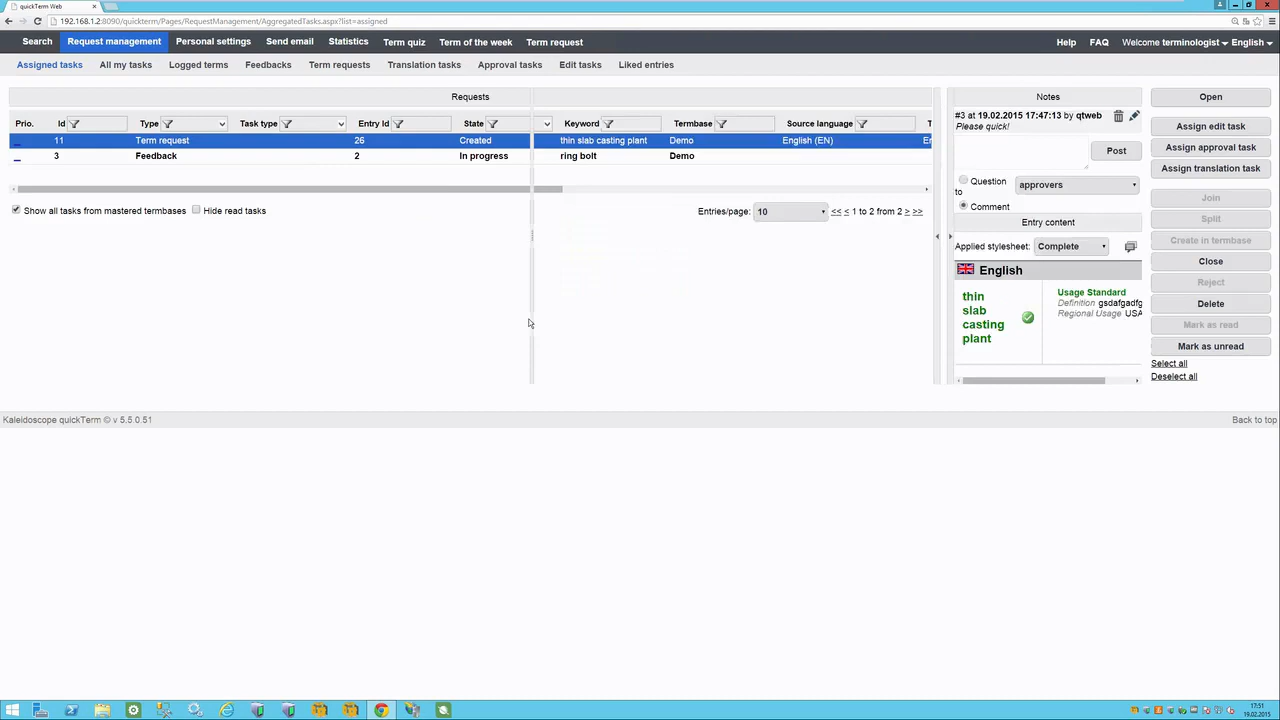 quickTerm Web
192.168.1.2:8090/quickterm/Pages/RequestManagement/AggregatedTasks.aspx?list=assigned
Search Request management Personal settings Send email Statistics Term quiz Term of the week Term request Help FAQ Welcome terminologist English
Assigned tasks All my tasks Logged terms Feedbacks Term requests Translation tasks Approval tasks Edit tasks Liked entries
Requests
Prio. Id Type Task type Entry Id State Keyword Termbase Source language T
11 Term request 26 Created thin slab casting plant Demo English (EN) Er
3 Feedback 2 In progress ring bolt Demo
Show all tasks from mastered termbases Hide read tasks Entries/page: 10 << < 1 to 2 from 2 > >>
Notes
#3 at 19.02.2015 17:47:13 by qtweb
Please quick!
Post
Question
to
approvers
Comment
Entry content
Applied stylesheet: Complete
English
thin
slab
casting
plant
Usage Standard
Definition gsdafgadfg
Regional Usage USA
Open
Assign edit task
Assign approval task
Assign translation task
Join
Split
Create in termbase
Close
Reject
Delete
Mark as read
Mark as unread
Select all
Deselect all
Kaleidoscope quickTerm © v 5.5 0.51 Back to top
17:51
19.02.2015